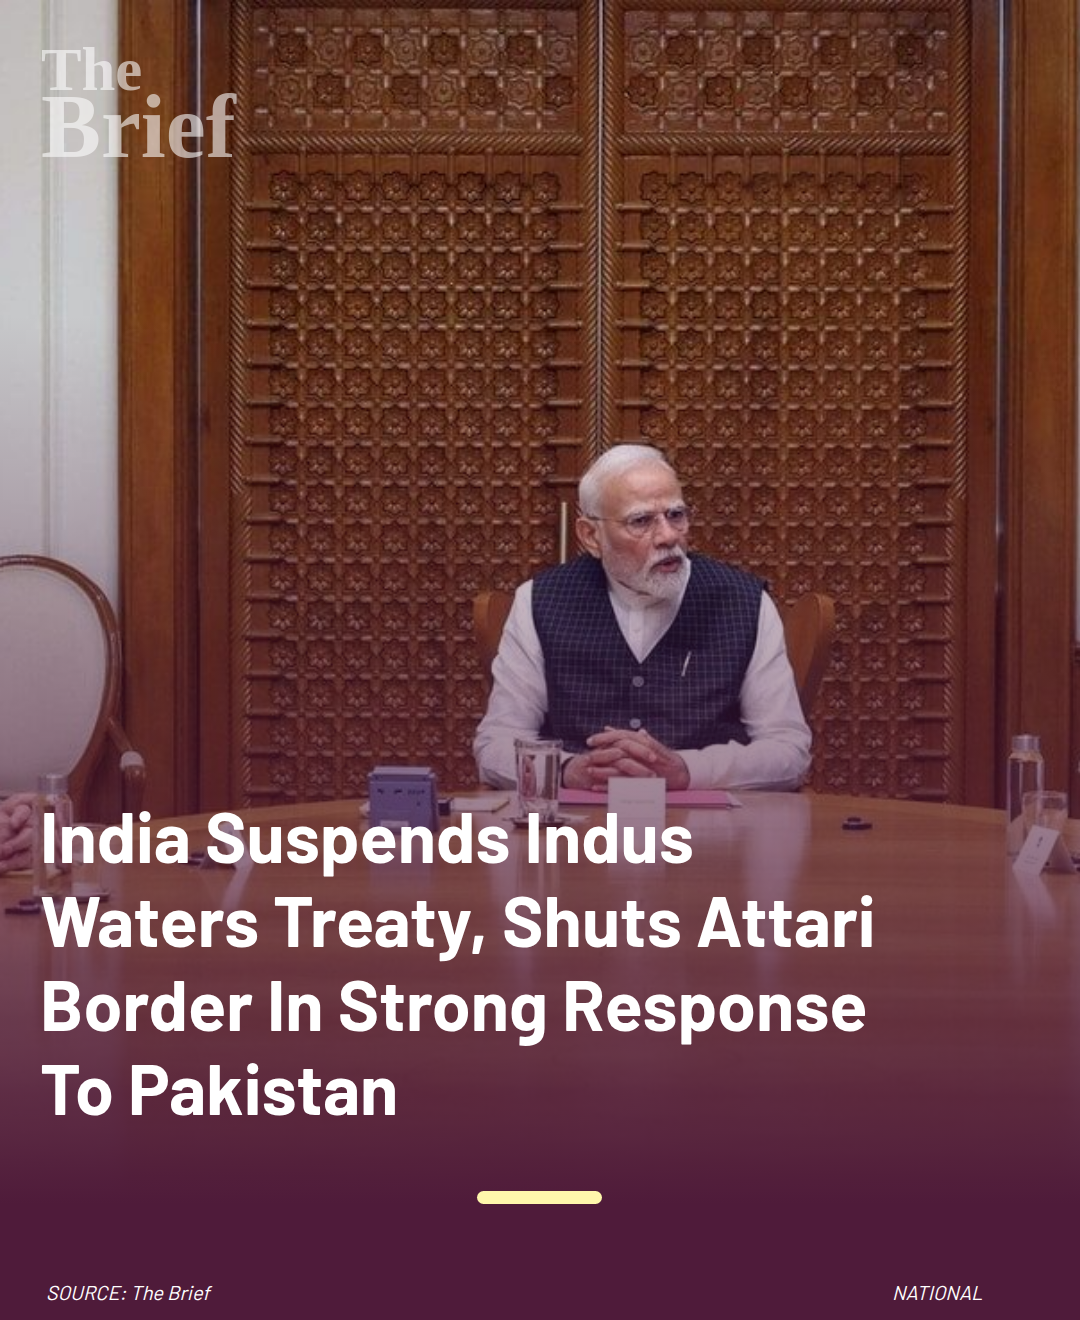 The
Brief
India Suspends Indus
Waters Treaty, Shuts Attari
Border In Strong Response
To Pakistan
SOURCE: The Brief
NATIONAL